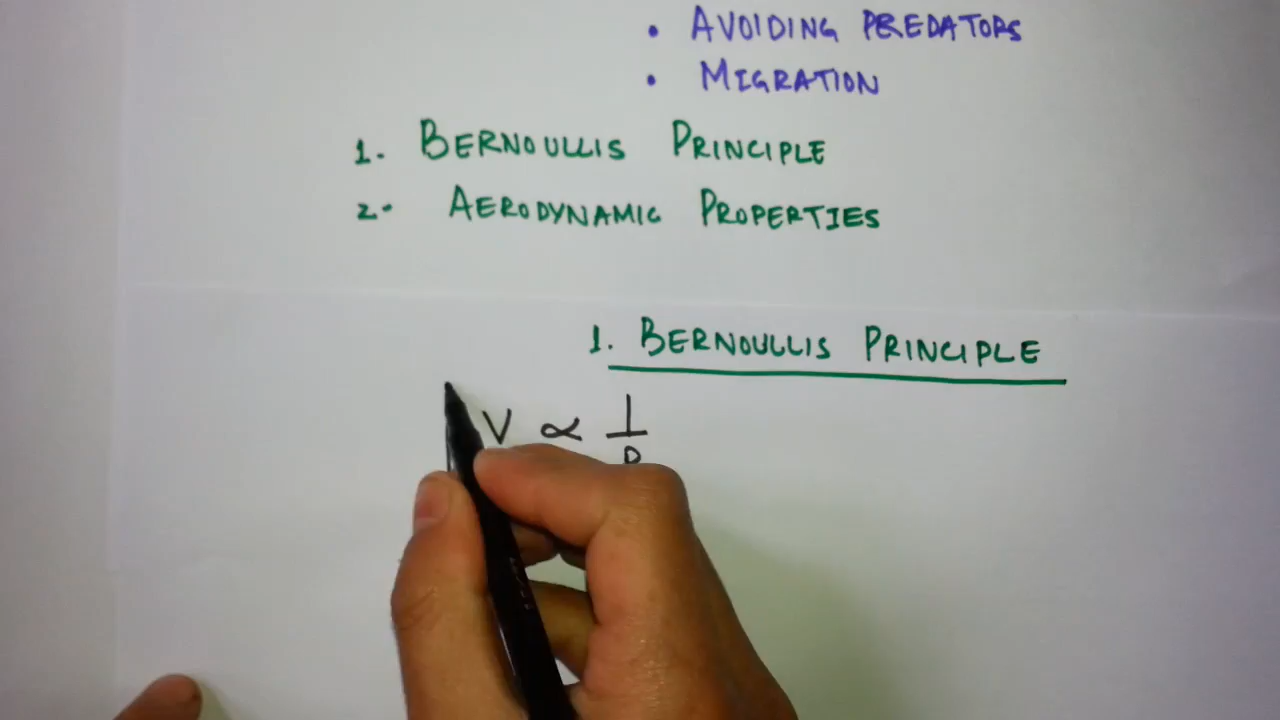 • AVOIDING PREDATORS
• MIGRATION
1. BERNOULLIS PRINCIPLE
2. AERODYNAMIC PROPERTIES
1. BERNOULLIS PRINCIPLE
V ∝ 1/P